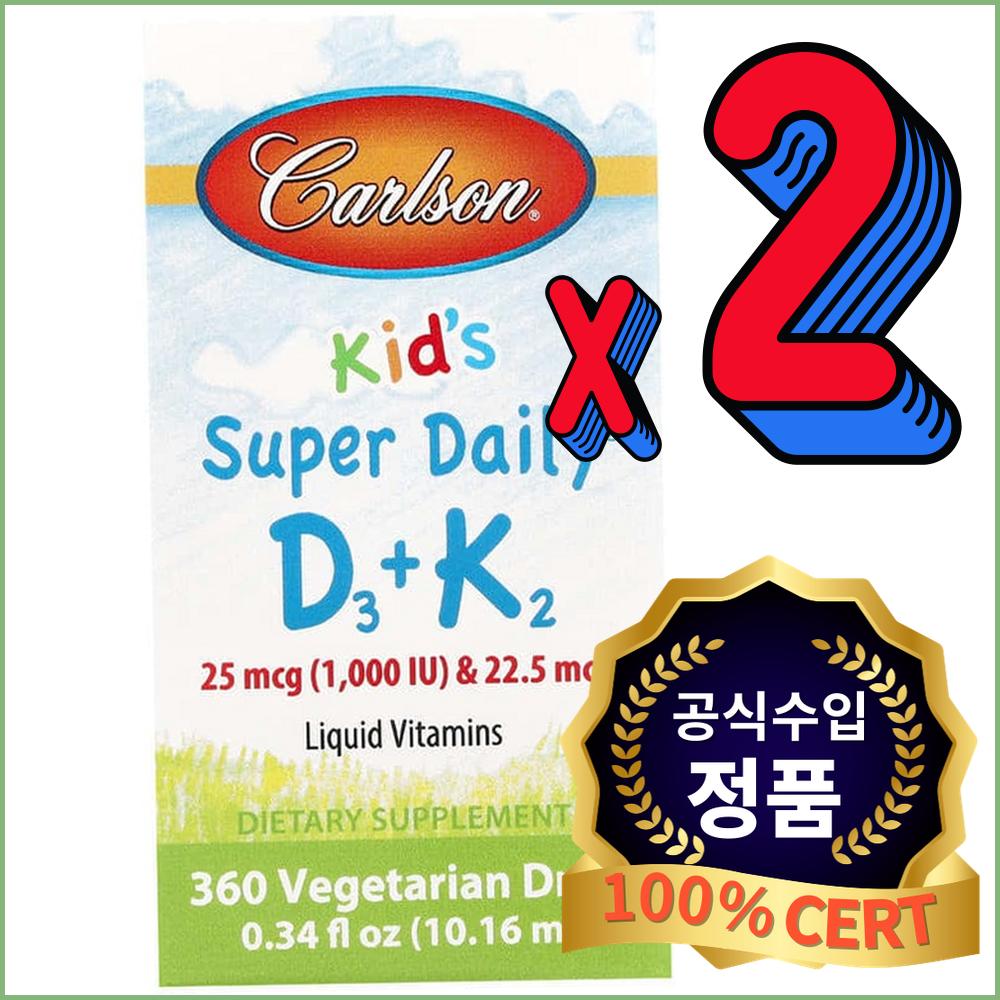 Carlson®
x2
Kid's
Super Daily
D3+K2
25 mcg (1,000 IU) & 22.5
Liquid Vitamins
DIETARY SUPPLEMENT
360 Vegetarian
0.34 fl oz (10.16
공식수입
정품
100% CERT